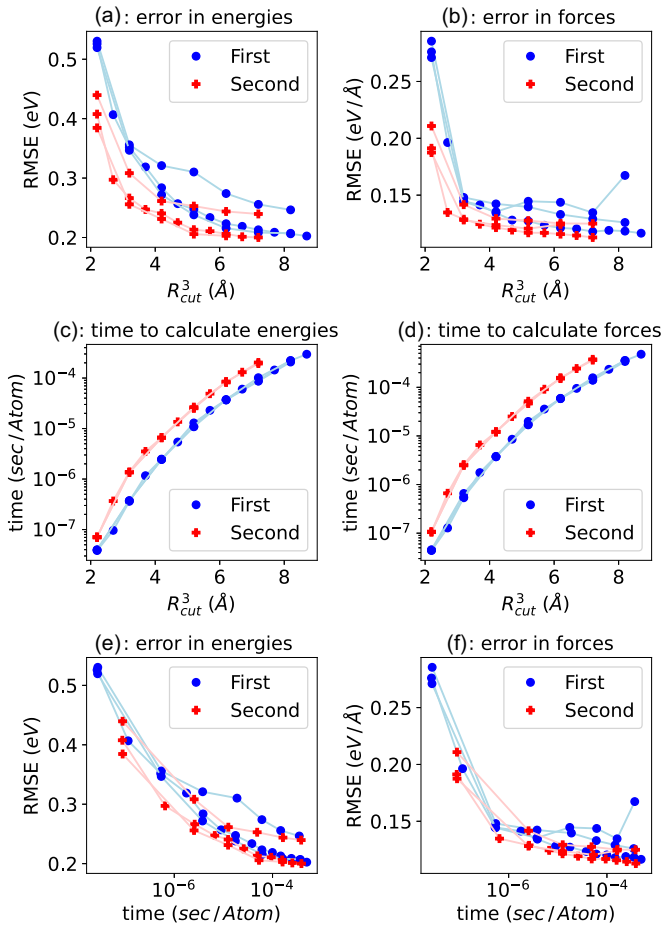 (a): error in energies
(b): error in forces
RMSE (eV)
0.5
0.4
0.3
0.2
First
Second
2 4 6 8
R³cut (Å)
RMSE (eV/Å)
0.25
0.20
0.15
First
Second
2 4 6 8
R³cut (Å)
(c): time to calculate energies
(d): time to calculate forces
time (sec/Atom)
10⁻⁴
10⁻⁵
10⁻⁶
10⁻⁷
First
Second
2 4 6 8
R³cut (Å)
time (sec/Atom)
10⁻⁴
10⁻⁵
10⁻⁶
10⁻⁷
First
Second
2 4 6 8
R³cut (Å)
(e): error in energies
(f): error in forces
RMSE (eV)
0.5
0.4
0.3
0.2
First
Second
10⁻⁶ 10⁻⁴
time (sec/Atom)
RMSE (eV/Å)
0.25
0.20
0.15
First
Second
10⁻⁶ 10⁻⁴
time (sec/Atom)